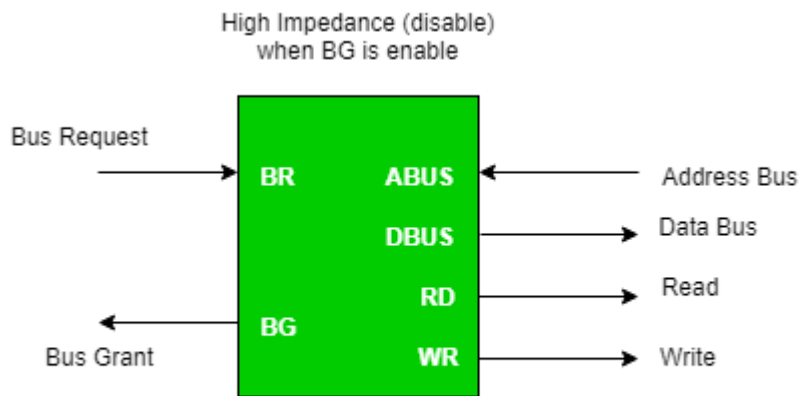 High Impedance (disable)
when BG is enable
Bus Request
BR
ABUS
Address Bus
DBUS
Data Bus
RD
Read
BG
Bus Grant
WR
Write